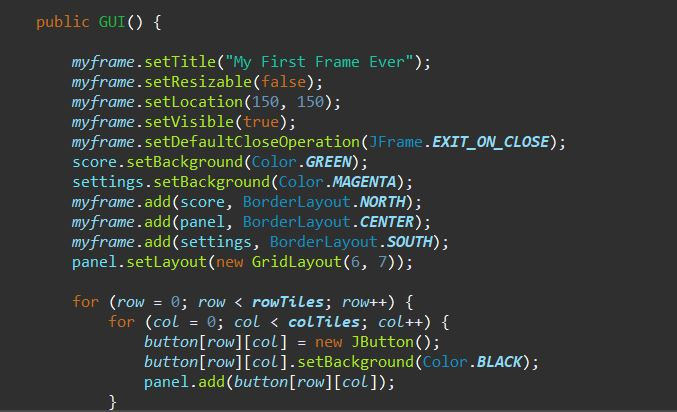 public GUI() {
myframe.setTitle("My First Frame Ever");
myframe.setResizable(false);
myframe.setLocation(150, 150);
myframe.setVisible(true);
myframe.setDefaultCloseOperation(JFrame.EXIT_ON_CLOSE);
score.setBackground(Color.GREEN);
settings.setBackground(Color.MAGENTA);
myframe.add(score, BorderLayout.NORTH);
myframe.add(panel, BorderLayout.CENTER);
myframe.add(settings, BorderLayout.SOUTH);
panel.setLayout(new GridLayout(6, 7));
for (row = 0; row < rowTiles; row++) {
for (col = 0; col < colTiles; col++) {
button[row][col] = new JButton();
button[row][col].setBackground(Color.BLACK);
panel.add(button[row][col]);
}